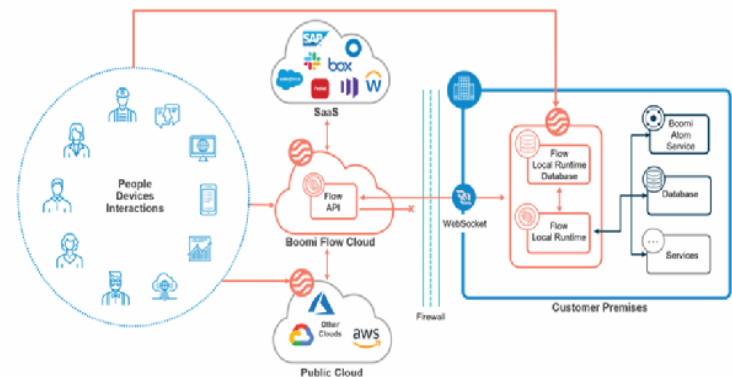 SAP
box
salesforce
W
SaaS
People
Devices
Interactions
Flow
API
Boomi Flow Cloud
X
Other
Clouds
aws
Public Cloud
Firewall
WebSocket
Flow
Local Runtime
Database
Flow
Local Runtime
Boomi
Atom
Service
Database
Services
Customer Premises